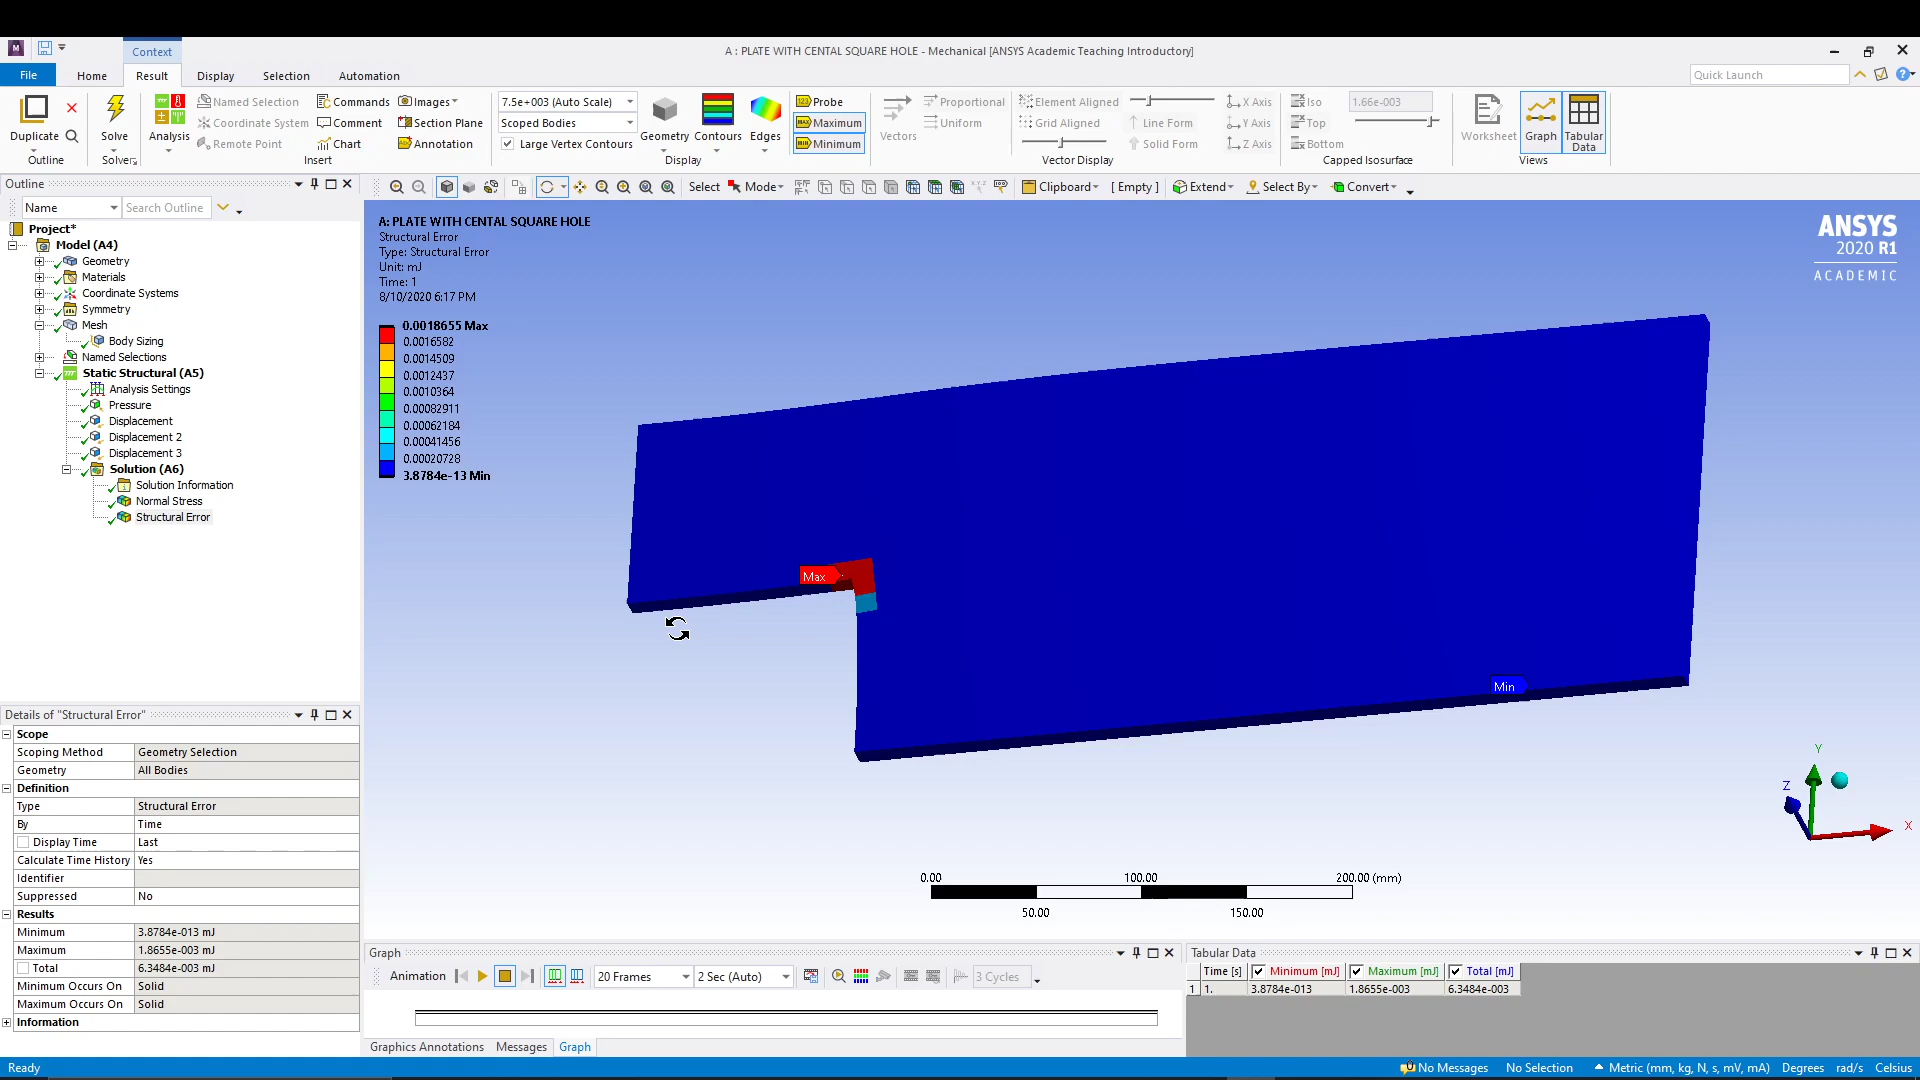 Context
A : PLATE WITH CENTAL SQUARE HOLE - Mechanical [ANSYS Academic Teaching Introductory]
File Home Result Display Selection Automation
Quick Launch
Duplicate
Outline
Solve
Solver
Analysis
Named Selection
Coordinate System
Remote Point
Commands
Comment
Chart
Images
Section Plane
Annotation
Insert
7.5e+003 (Auto Scale)
Scoped Bodies
Large Vertex Contours
Geometry
Contours
Edges
Display
Probe
Maximum
Minimum
Vectors
Proportional
Uniform
Element Aligned
Grid Aligned
Line Form
Solid Form
X Axis
Y Axis
Z Axis
Vector Display
Iso
Top
Bottom
1.66e-003
Capped Isosurface
Worksheet
Graph
Tabular Data
Views
Outline
Name
Search Outline
Select Mode Clipboard [ Empty ] Extend Select By Convert
Project*
Model (A4)
Geometry
Materials
Coordinate Systems
Symmetry
Mesh
Body Sizing
Named Selections
Static Structural (A5)
Analysis Settings
Pressure
Displacement
Displacement 2
Displacement 3
Solution (A6)
Solution Information
Normal Stress
Structural Error
A: PLATE WITH CENTAL SQUARE HOLE
Structural Error
Type: Structural Error
Unit: mJ
Time: 1
8/10/2020 6:17 PM
0.0018655 Max
0.0016582
0.0014509
0.0012437
0.0010364
0.00082911
0.00062184
0.00041456
0.00020728
3.8784e-13 Min
ANSYS
2020 R1
ACADEMIC
Max
Min
Y
Z
X
0.00 100.00 200.00 (mm)
50.00 150.00
Details of "Structural Error"
Scope
Scoping Method Geometry Selection
Geometry All Bodies
Definition
Type Structural Error
By Time
Display Time Last
Calculate Time History Yes
Identifier
Suppressed No
Results
Minimum 3.8784e-013 mJ
Maximum 1.8655e-003 mJ
Total 6.3484e-003 mJ
Minimum Occurs On Solid
Maximum Occurs On Solid
Information
Graph
Animation 20 Frames 2 Sec (Auto) 3 Cycles
Graphics Annotations Messages Graph
Tabular Data
Time [s] Minimum [mJ] Maximum [mJ] Total [mJ]
1 1. 3.8784e-013 1.8655e-003 6.3484e-003
Ready
No Messages No Selection Metric (mm, kg, N, s, mV, mA) Degrees rad/s Celsius